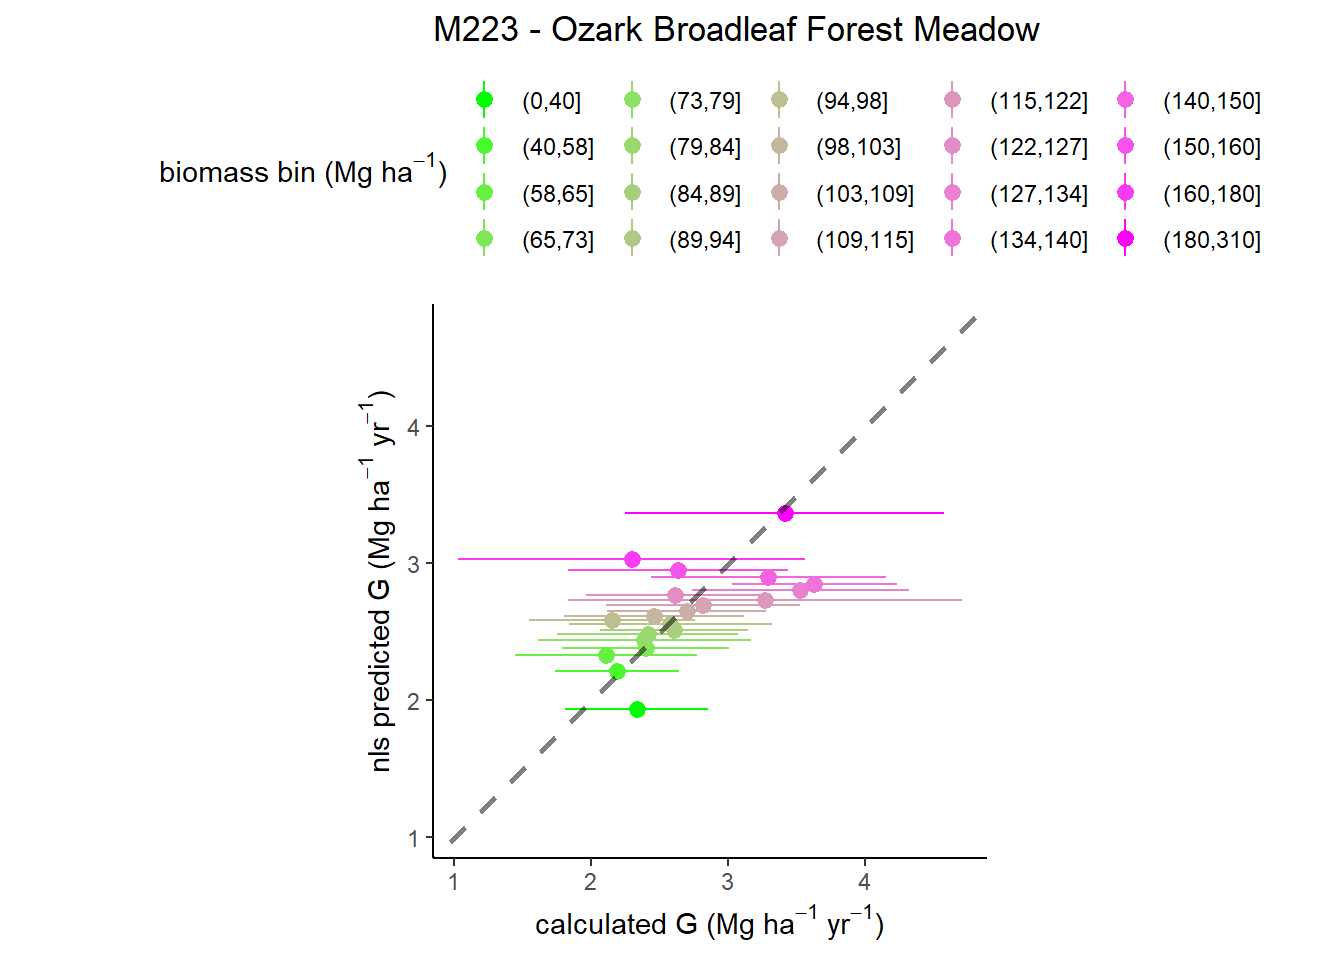 M223 - Ozark Broadleaf Forest Meadow
biomass bin (Mg ha⁻¹)
(0,40] (73,79] (94,98] (115,122] (140,150]
(40,58] (79,84] (98,103] (122,127] (150,160]
(58,65] (84,89] (103,109] (127,134] (160,180]
(65,73] (89,94] (109,115] (134,140] (180,310]
nls predicted G (Mg ha⁻¹ yr⁻¹)
4
3
2
1
1 2 3 4
calculated G (Mg ha⁻¹ yr⁻¹)